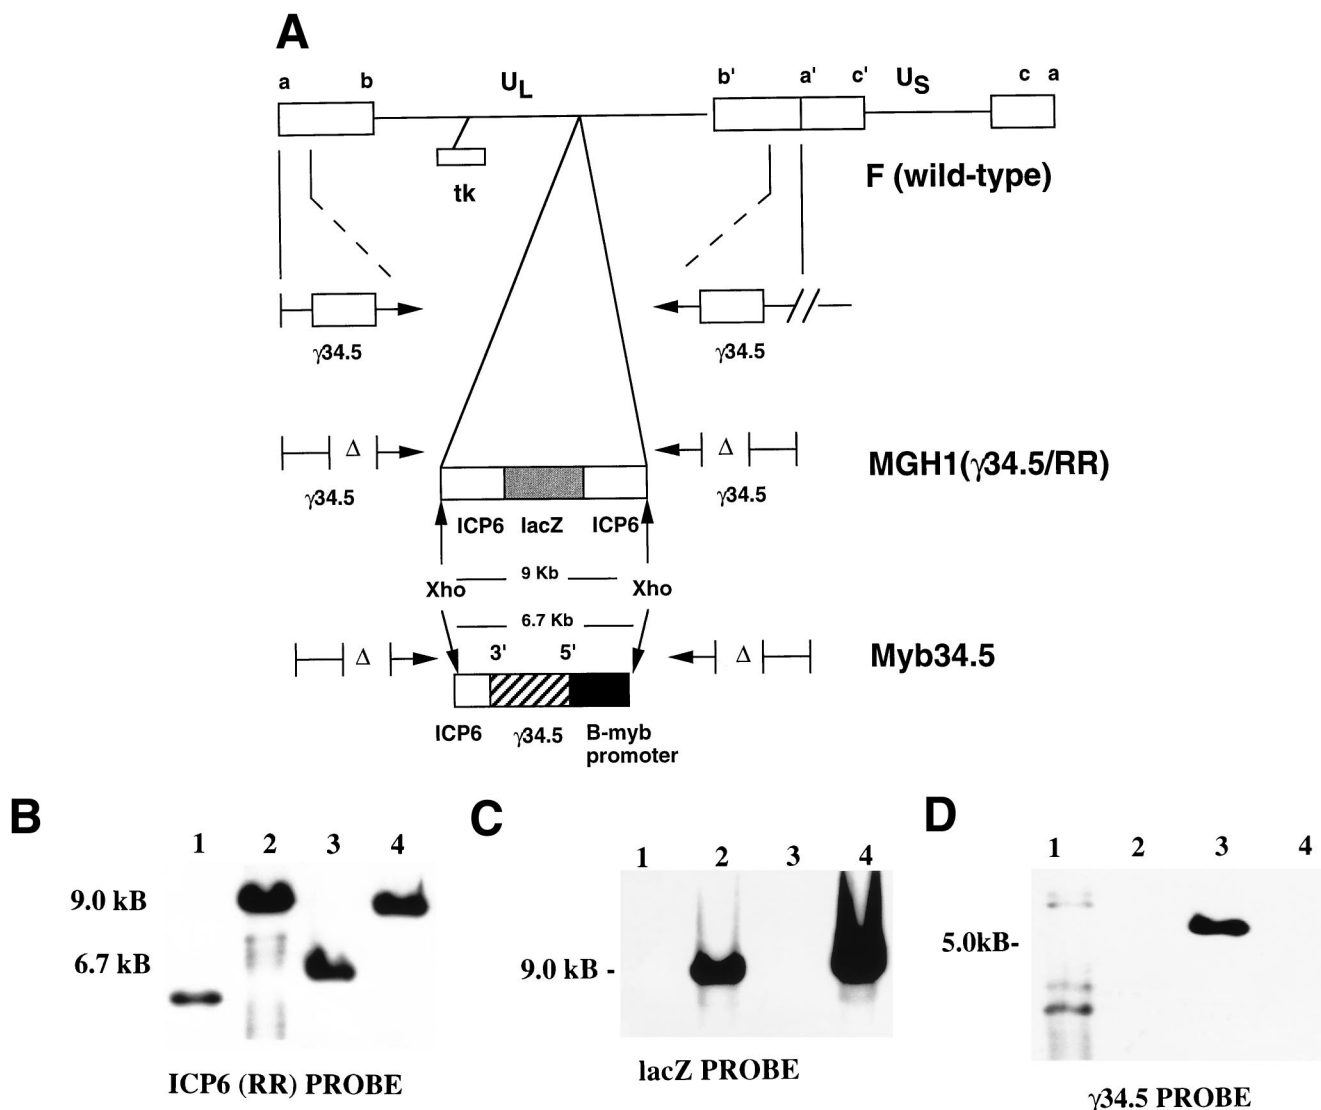 A
a b U_L b' a' c' U_S c a
tk
F (wild-type)
γ34.5 γ34.5
Δ Δ
MGH1(γ34.5/RR)
γ34.5 γ34.5
ICP6 lacZ ICP6
Xho 9 Kb Xho
6.7 Kb
Δ 3' 5' Δ
Myb34.5
ICP6 γ34.5 B-myb
promoter
B
1 2 3 4
9.0 kB
6.7 kB
ICP6 (RR) PROBE
C
1 2 3 4
9.0 kB -
lacZ PROBE
D
1 2 3 4
5.0kB-
γ34.5 PROBE